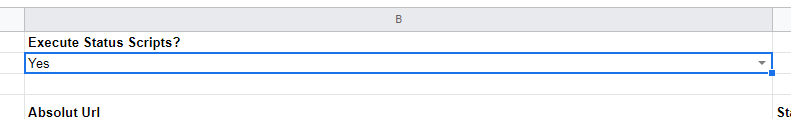 B
Execute Status Scripts?
Yes
Absolut Url